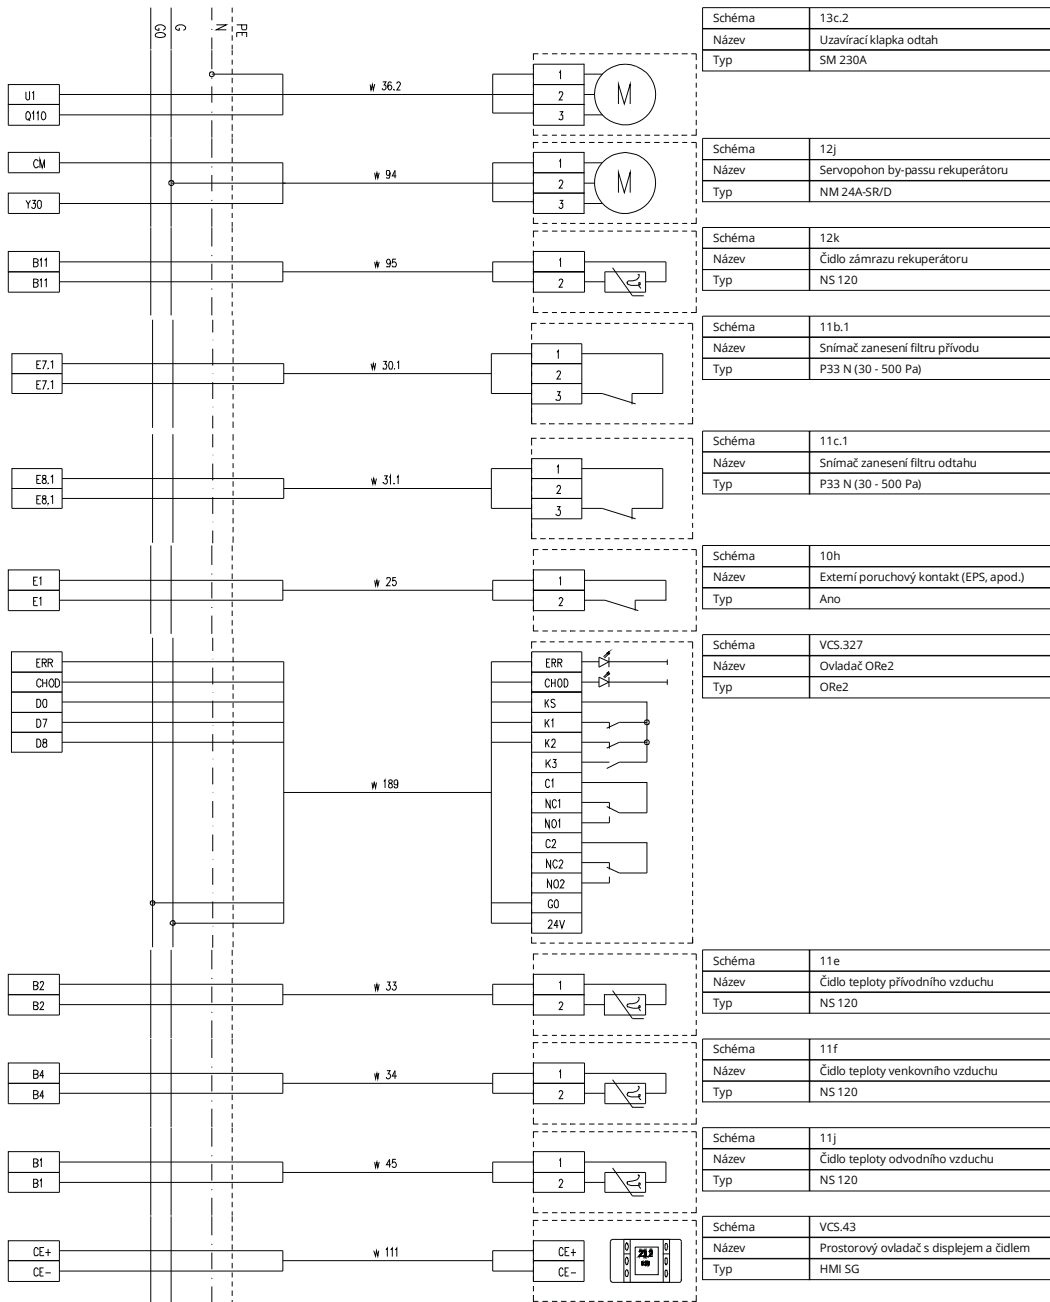 G0 G N PE
U1
Q110
W 36.2
1
2
3
M
Schéma 13c.2
Název Uzavírací klapka odtah
Typ SM 230A
CM
Y30
W 94
1
2
3
M
Schéma 12j
Název Servopohon by-passu rekuperátoru
Typ NM 24A-SR/D
B11
B11
W 95
1
2
Schéma 12k
Název Čidlo zámrazu rekuperátoru
Typ NS 120
E7.1
E7.1
W 30.1
1
2
3
Schéma 11b.1
Název Snímač zanesení filtru přívodu
Typ P33 N (30 - 500 Pa)
E8.1
E8.1
W 31.1
1
2
3
Schéma 11c.1
Název Snímač zanesení filtru odtahu
Typ P33 N (30 - 500 Pa)
E1
E1
W 25
1
2
Schéma 10h
Název Externí poruchový kontakt (EPS, apod.)
Typ Ano
ERR
CHOD
D0
D7
D8
W 189
ERR
CHOD
KS
K1
K2
K3
C1
NC1
NO1
C2
NC2
NO2
G0
24V
Schéma VCS.327
Název Ovladač ORe2
Typ ORe2
B2
B2
W 33
1
2
Schéma 11e
Název Čidlo teploty přívodního vzduchu
Typ NS 120
B4
B4
W 34
1
2
Schéma 11f
Název Čidlo teploty venkovního vzduchu
Typ NS 120
B1
B1
W 45
1
2
Schéma 11j
Název Čidlo teploty odvodního vzduchu
Typ NS 120
CE+
CE-
W 111
CE+
CE-
Schéma VCS.43
Název Prostorový ovladač s displejem a čidlem
Typ HMI SG